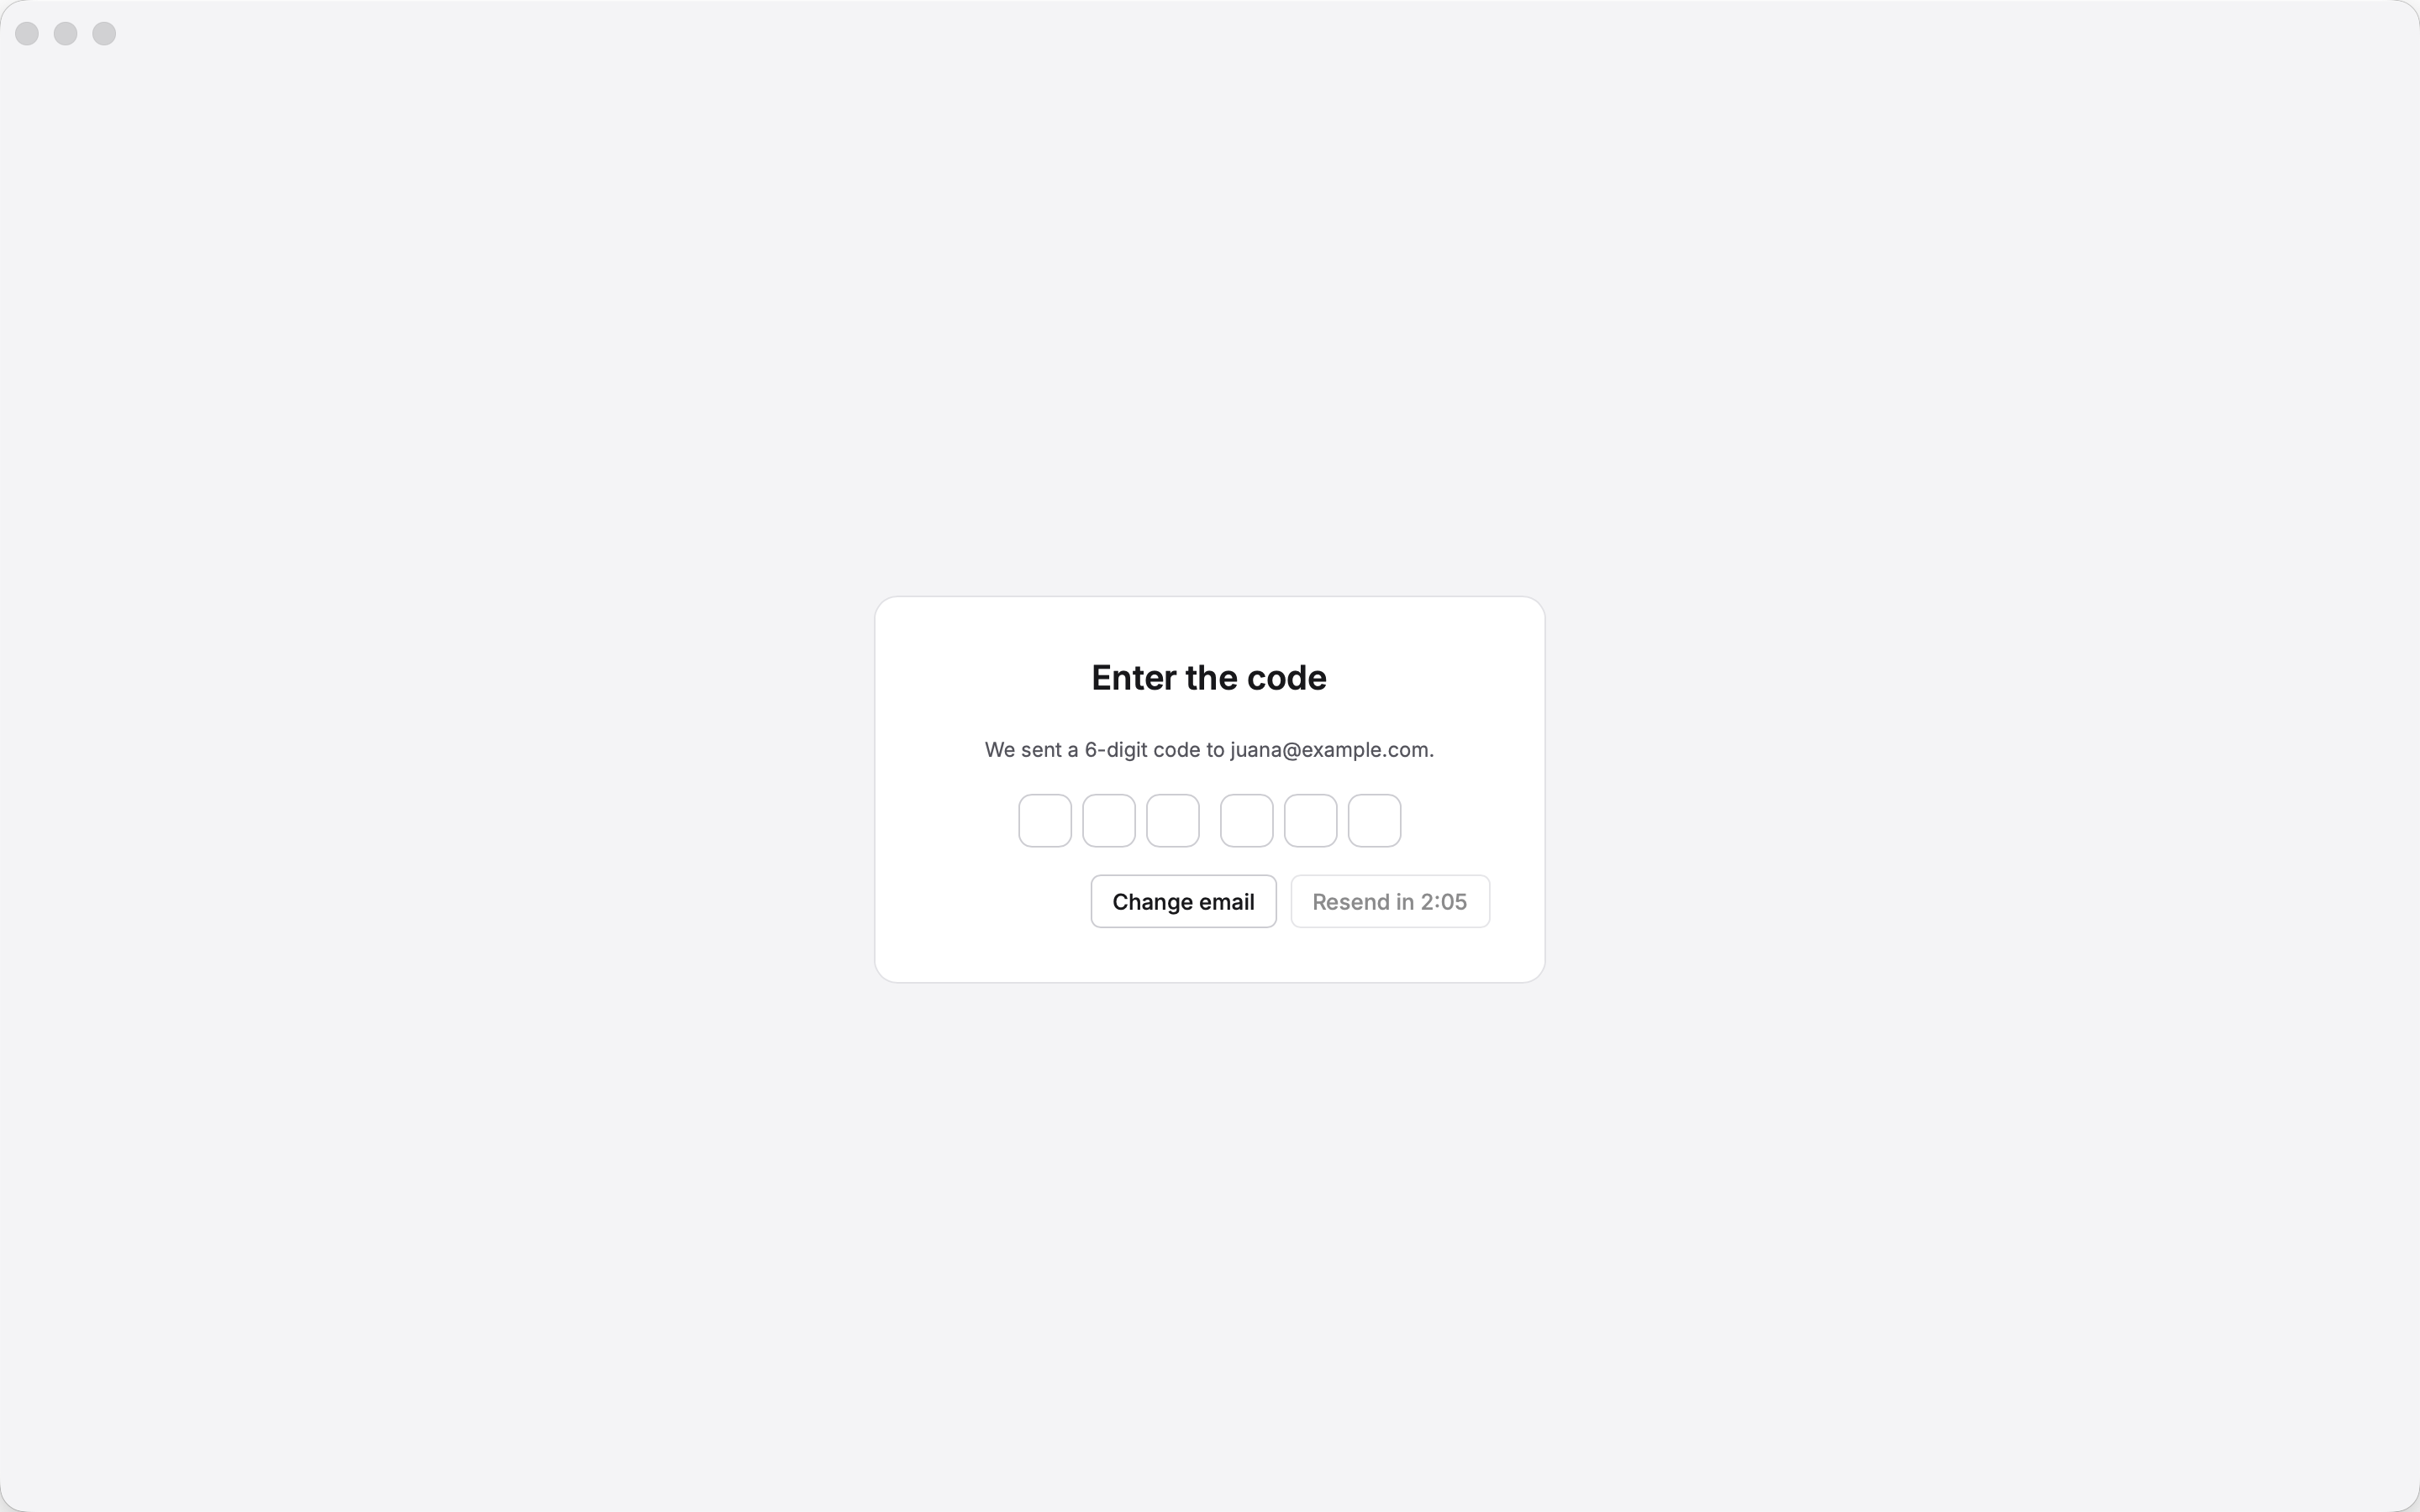 Enter the code
We sent a 6-digit code to juana@example.com.
Change email
Resend in 2:05